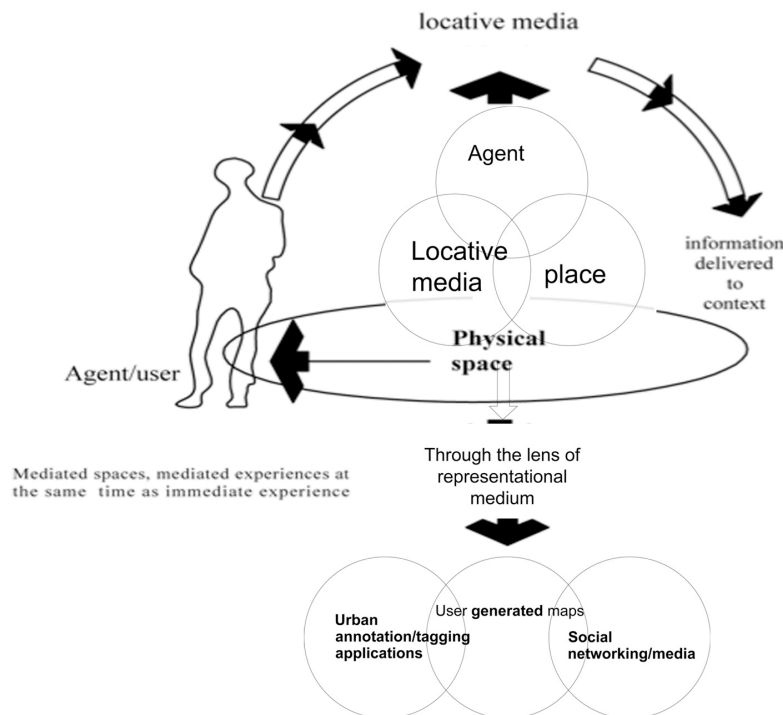 locative media
Agent
Locative
media
place
information
delivered
to
context
Physical
space
Agent/user
Through the lens of
representational
medium
Mediated spaces, mediated experiences at
the same time as immediate experience
User generated maps
Urban
annotation/tagging
applications
Social
networking/media